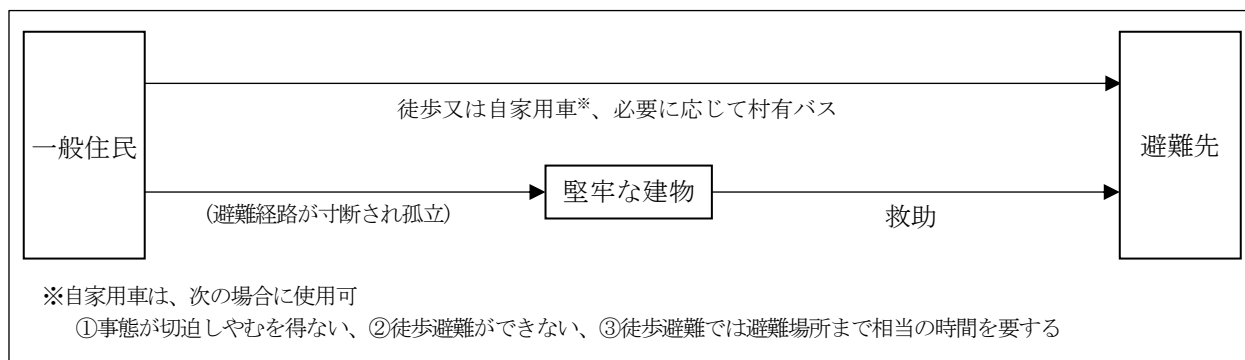 徒歩又は自家用車※、必要に応じて村有バス
一般住民
避難先
堅牢な建物
(避難経路が寸断され孤立)
救助
※自家用車は、次の場合に使用可
①事態が切迫しやむを得ない、②徒歩避難ができない、③徒歩避難では避難場所まで相当の時間を要する